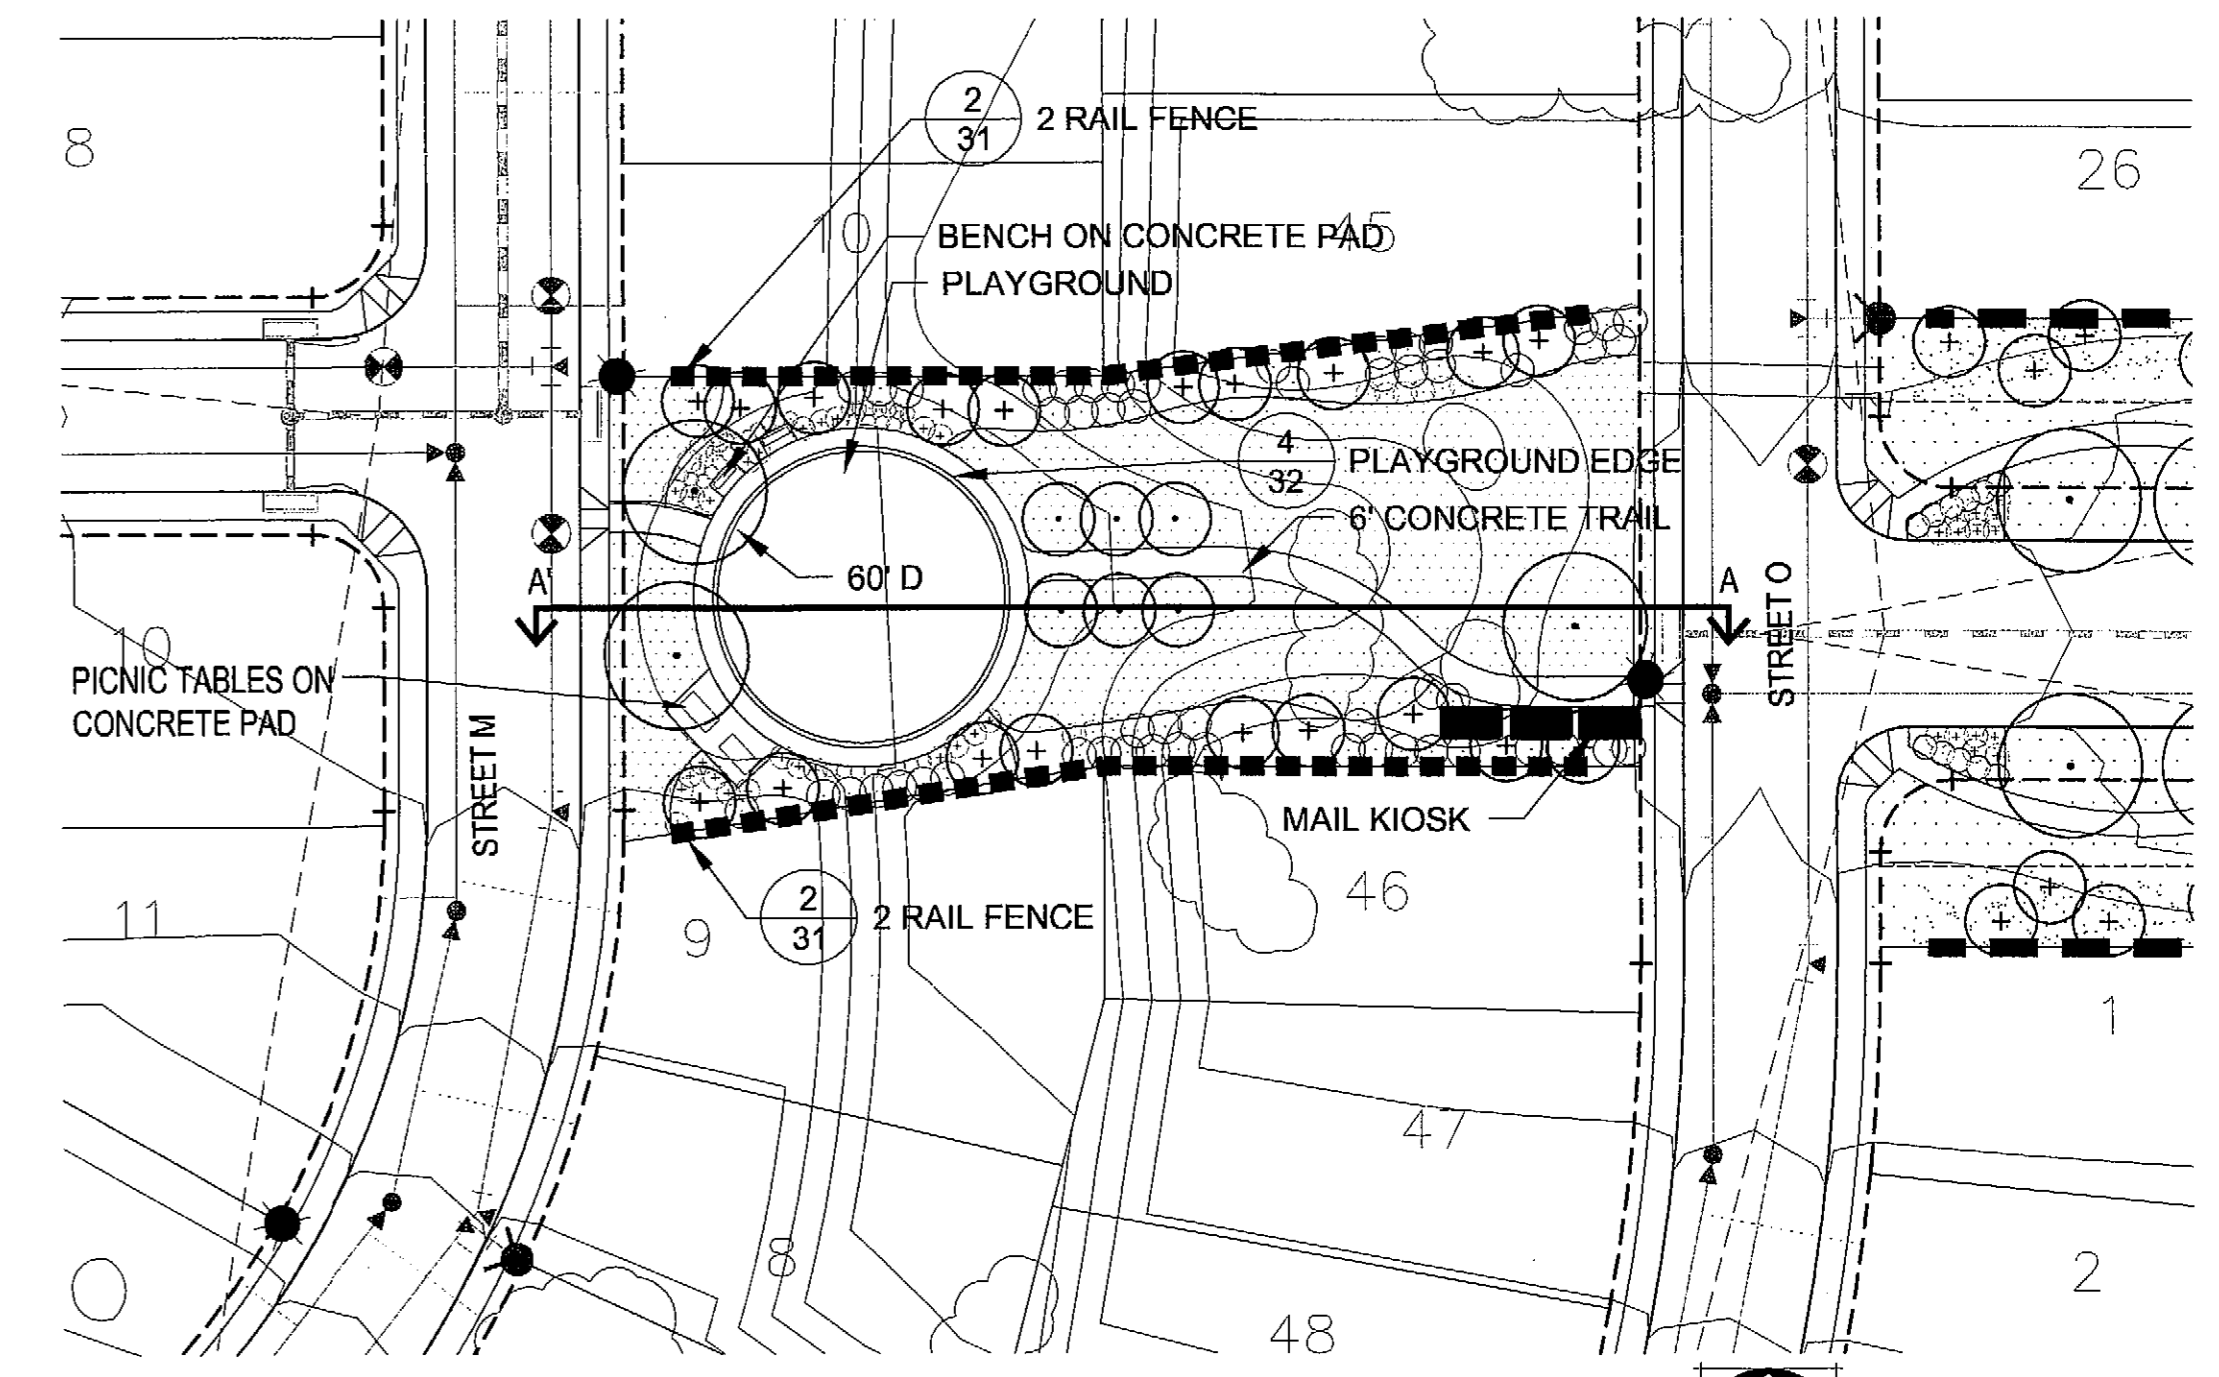 8
2
31
2 RAIL FENCE
26
10
45
BENCH ON CONCRETE PAD
PLAYGROUND
4
32
PLAYGROUND EDGE
6' CONCRETE TRAIL
60' D
A'
A
STREET O
10
PICNIC TABLES ON
CONCRETE PAD
STREET M
MAIL KIOSK
46
11
9
2
31
2 RAIL FENCE
1
47
8
2
48